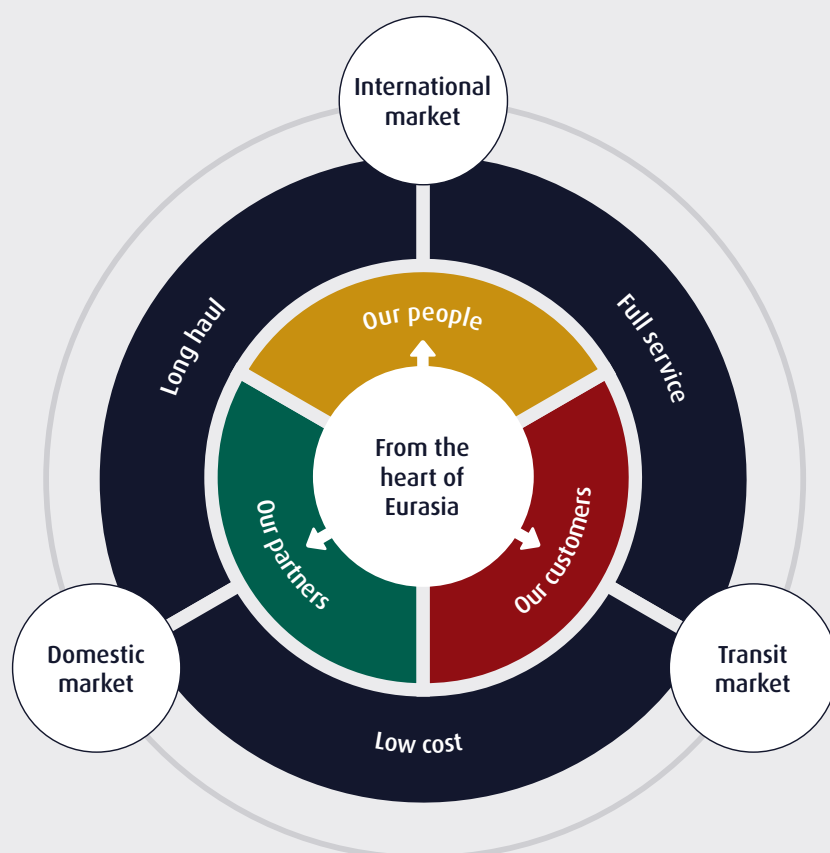 International
market
Long haul
Full service
Our people
From the
heart of
Eurasia
Our partners
Our customers
Domestic
market
Transit
market
Low cost